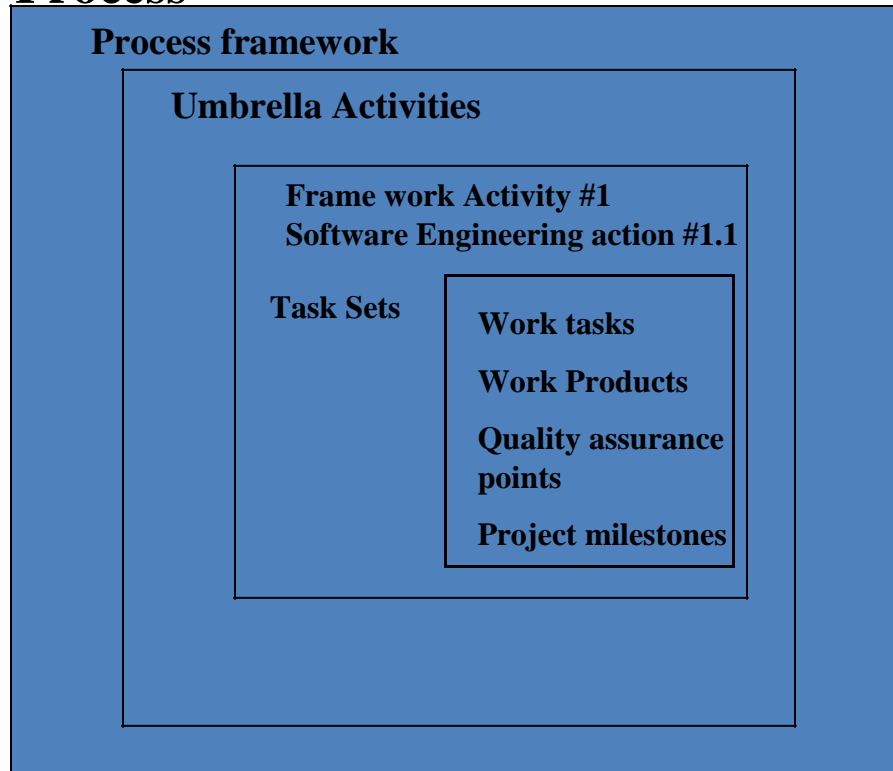 Process
Process framework
Umbrella Activities
Frame work Activity #1
Software Engineering action #1.1
Task Sets
Work tasks
Work Products
Quality assurance
points
Project milestones